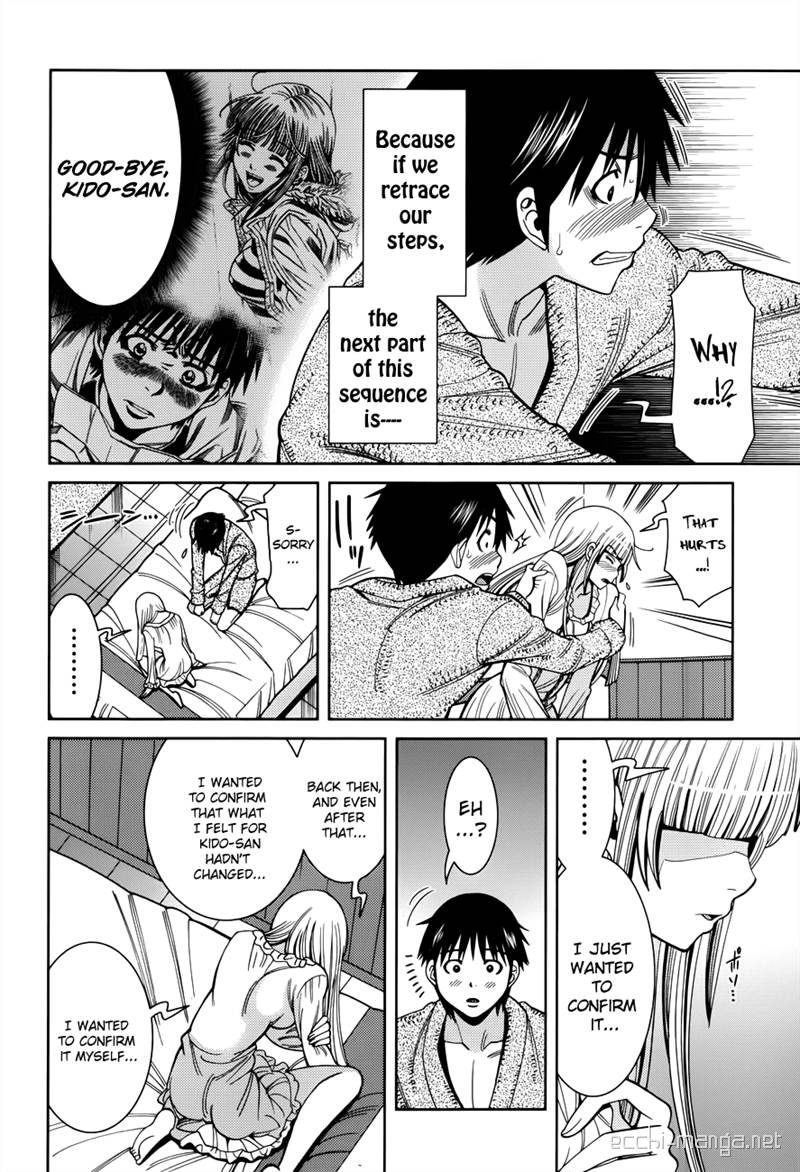 Because
if we
retrace
our
steps,
the
next part
of this
sequence
is----
WHY
...!?
GOOD-BYE,
KIDO-SAN.
THAT
HURTS
...!
S-
SORRY
...
I JUST
WANTED
TO
CONFIRM
IT...
ポソ…
EH
...?
BACK THEN,
AND EVEN
AFTER
THAT...
I WANTED
TO CONFIRM
THAT WHAT
I FELT FOR
KIDO-SAN
HADN'T
CHANGED...
I WANTED
TO CONFIRM
IT MYSELF...
ecchi-manga.net